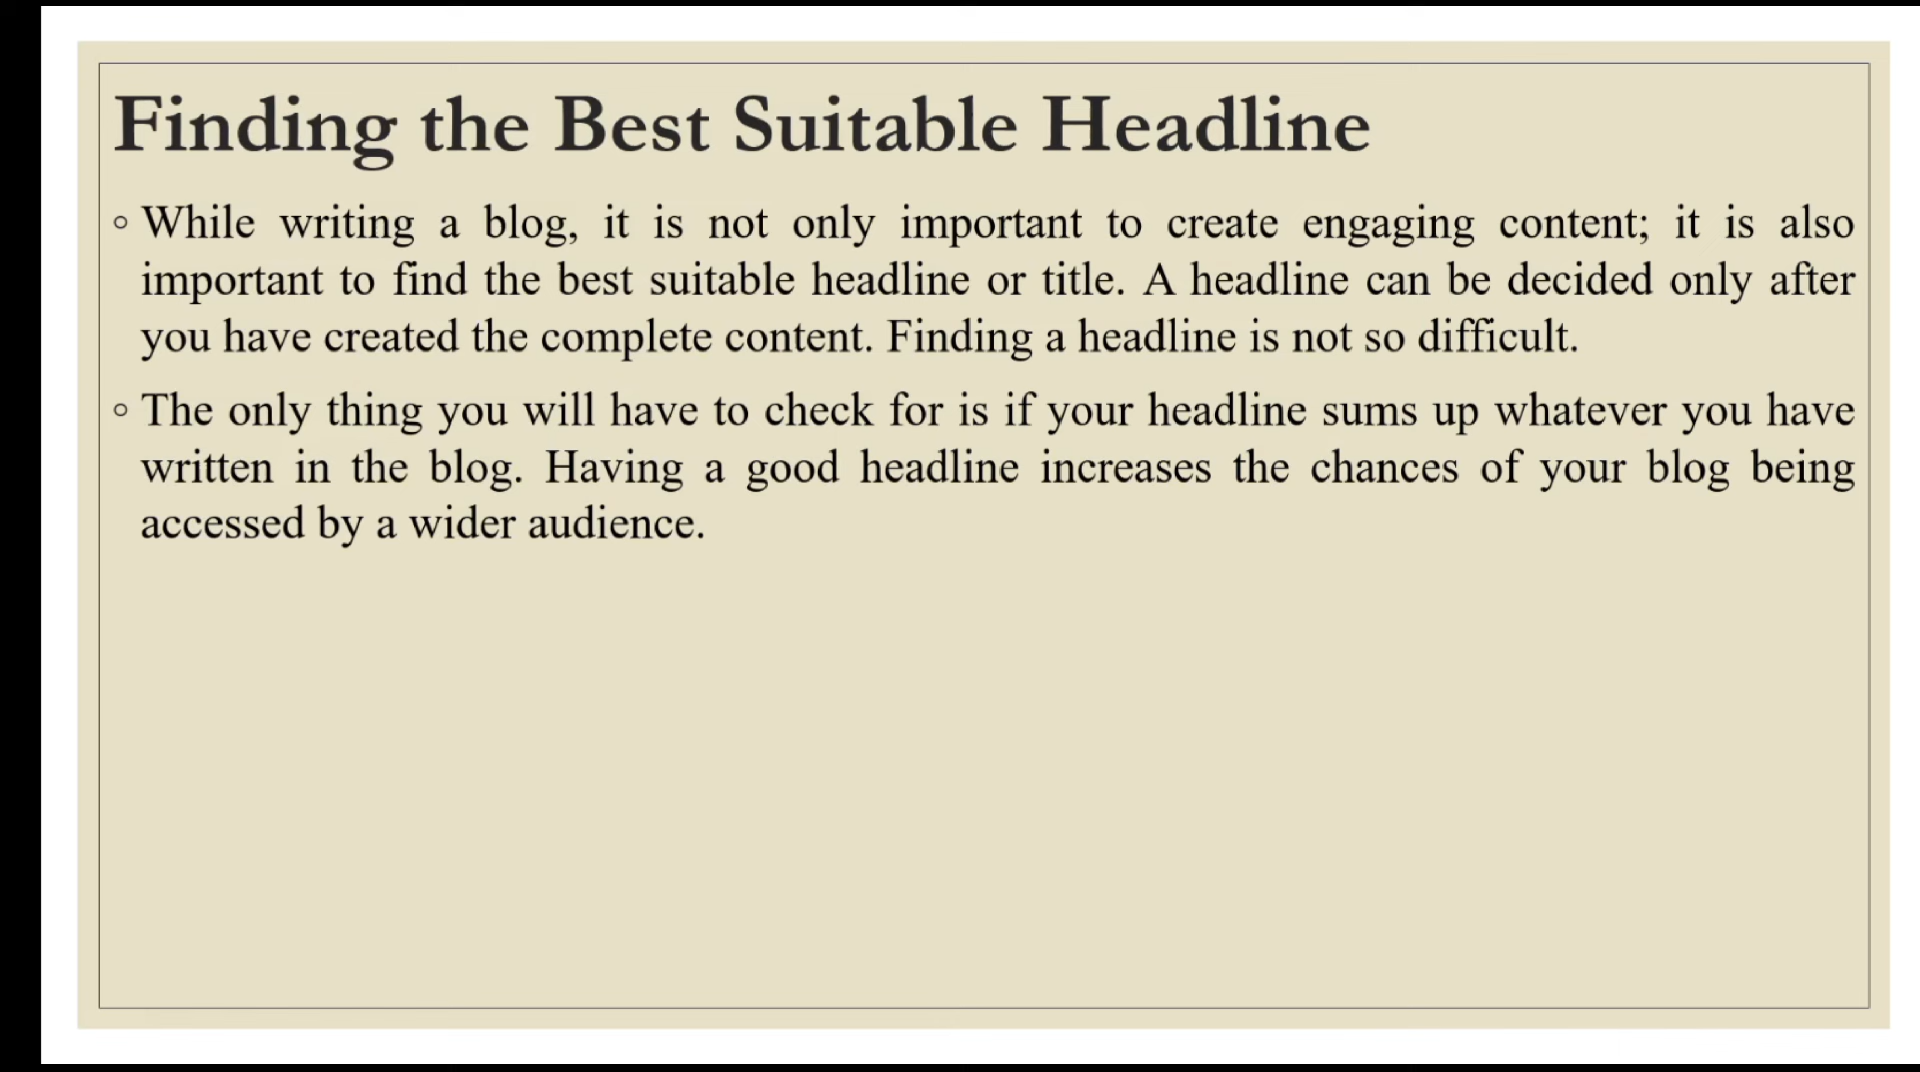 Finding the Best Suitable Headline
◦ While writing a blog, it is not only important to create engaging content; it is also
important to find the best suitable headline or title. A headline can be decided only after
you have created the complete content. Finding a headline is not so difficult.
◦ The only thing you will have to check for is if your headline sums up whatever you have
written in the blog. Having a good headline increases the chances of your blog being
accessed by a wider audience.